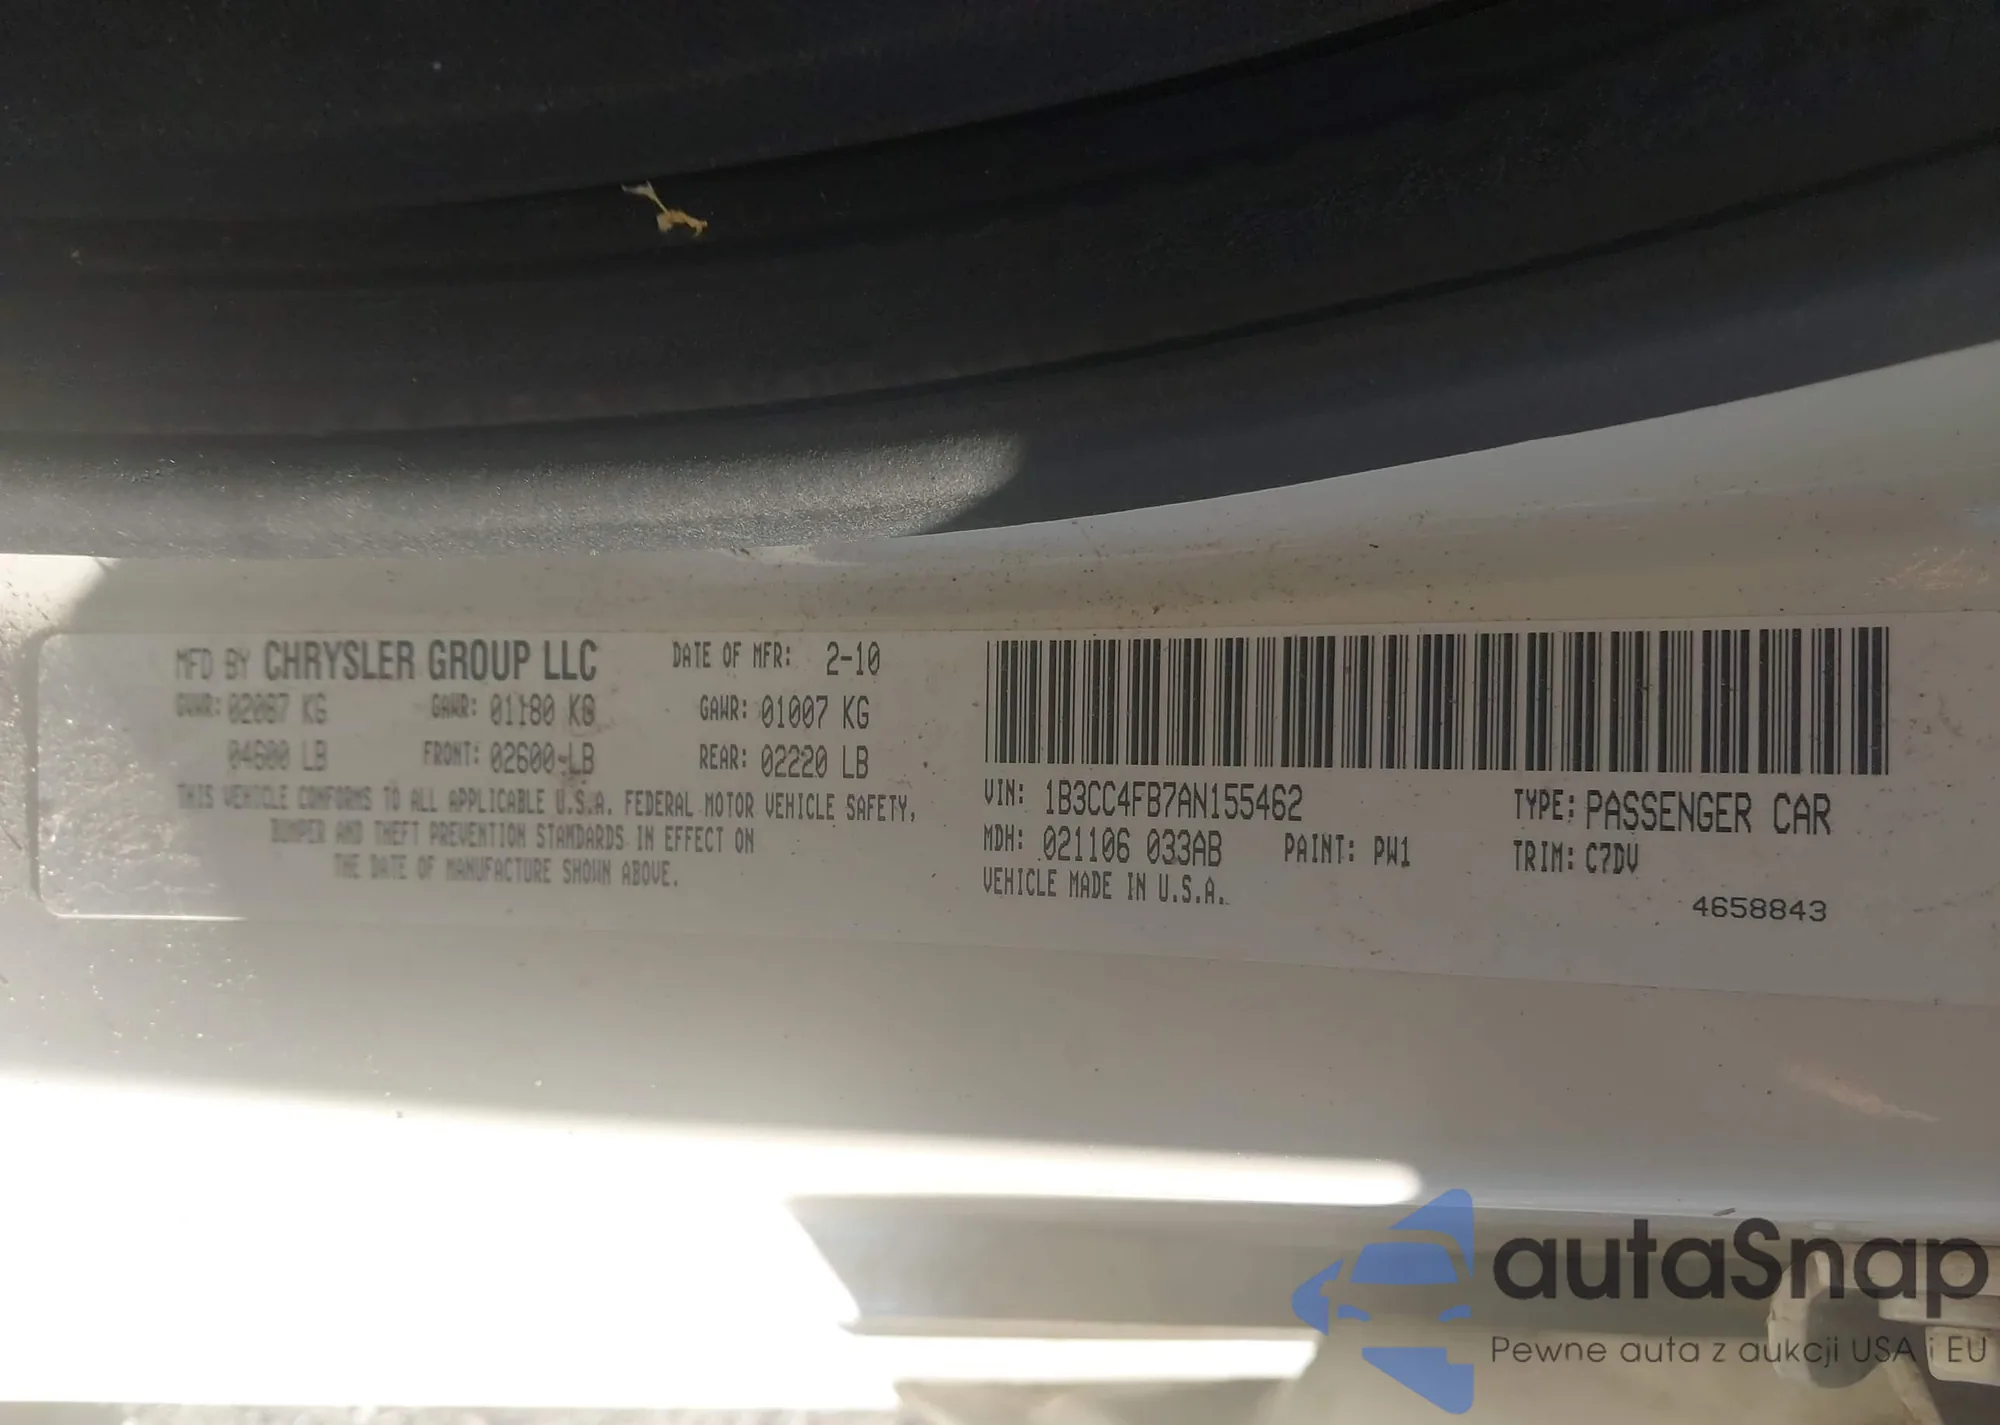 MFD BY CHRYSLER GROUP LLC DATE OF MFR: 2-10
GVWR: 02067 KG GAWR: 01180 KG GAWR: 01007 KG
04600 LB FRONT: 02600 LB REAR: 02220 LB
THIS VEHICLE CONFORMS TO ALL APPLICABLE U.S.A. FEDERAL MOTOR VEHICLE SAFETY,
BUMPER AND THEFT PREVENTION STANDARDS IN EFFECT ON
THE DATE OF MANUFACTURE SHOWN ABOVE.
VIN: 1B3CC4FB7AN155462 TYPE: PASSENGER CAR
MDH: 021106 033AB PAINT: PW1 TRIM: C7DV
VEHICLE MADE IN U.S.A.
4658843
autaSnap
Pewne auta z aukcji USA i EU